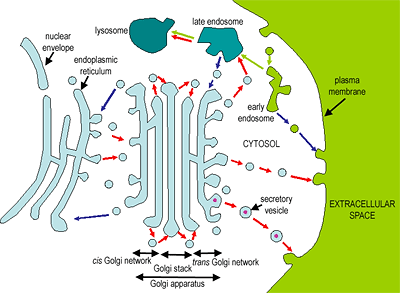 lysosome
late endosome
nuclear
envelope
endoplasmic
reticulum
plasma
membrane
early
endosome
CYTOSOL
EXTRACELLULAR
SPACE
secretory
vesicle
cis Golgi network
trans Golgi network
Golgi stack
Golgi apparatus